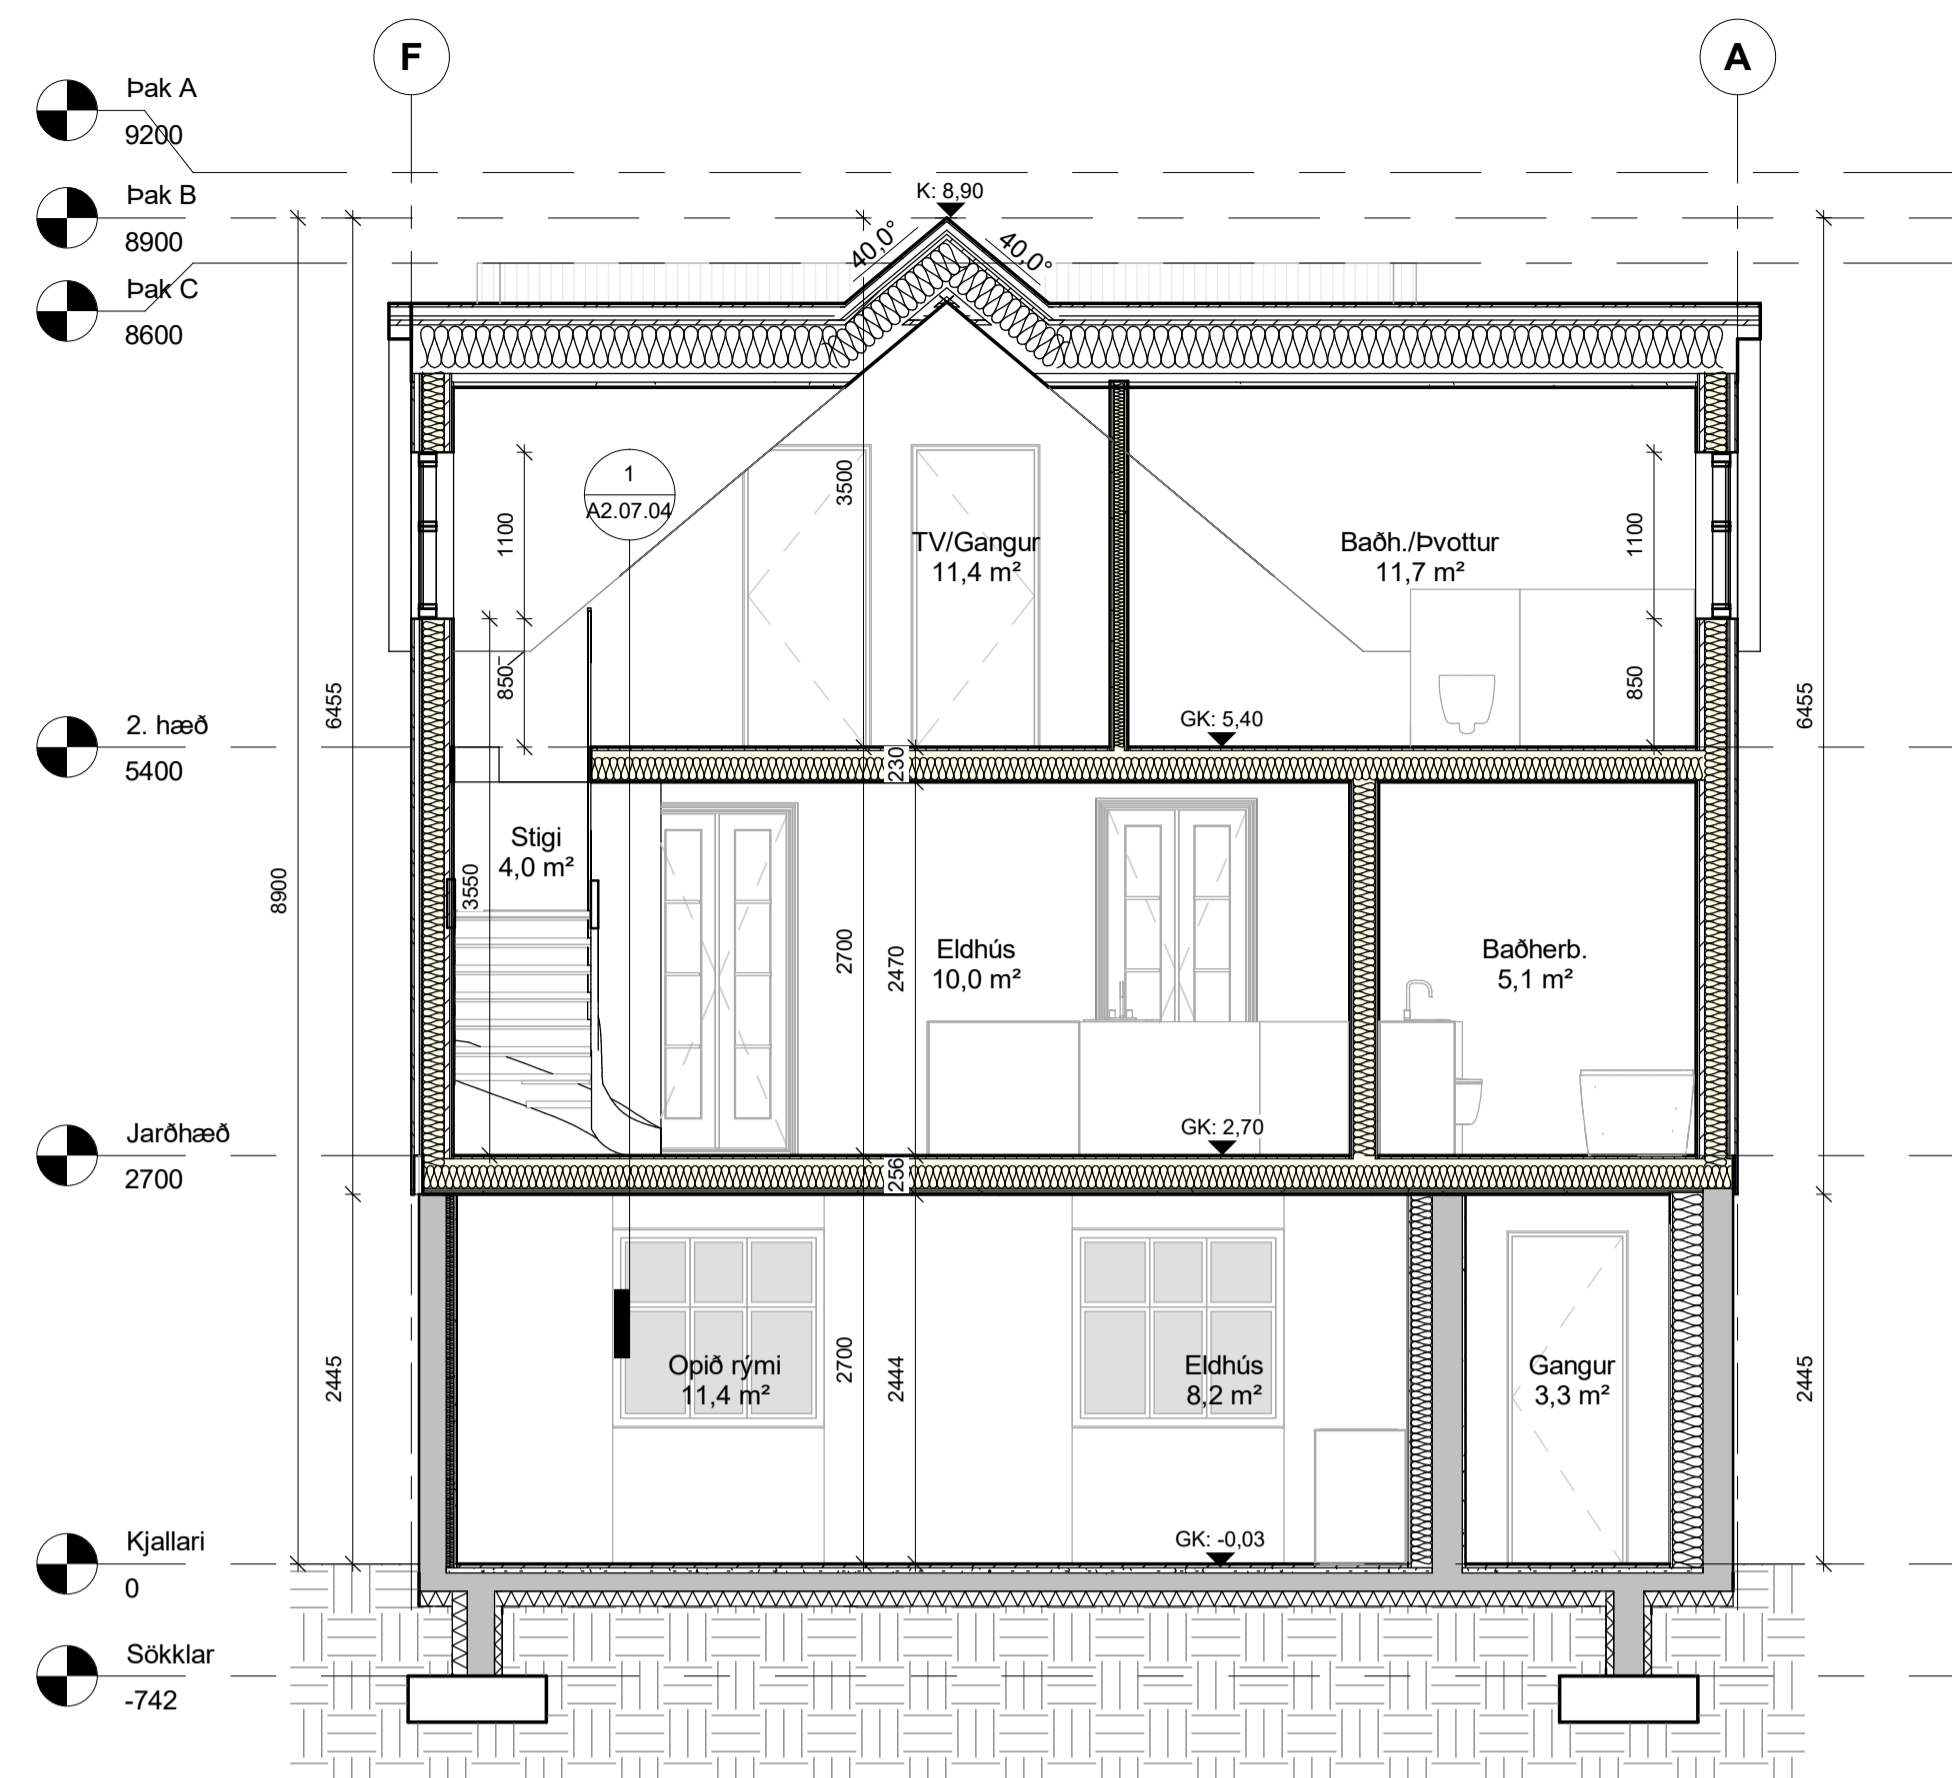 F
A
Þak A
9200
Þak B
8900
Þak C
8600
K: 8,90
40,0°
40,0°
1
A2.07.04
3500
1100
1100
TV/Gangur
11,4 m²
Baðh./Þvottur
11,7 m²
850
850
6455
6455
GK: 5,40
2. hæð
5400
230
Stigi
4,0 m²
8900
3550
2700
2470
Eldhús
10,0 m²
Baðherb.
5,1 m²
GK: 2,70
Jarðhæð
2700
256
Opið rými
11,4 m²
2700
2444
Eldhús
8,2 m²
Gangur
3,3 m²
2445
2445
GK: -0,03
Kjallari
0
Sökklar
-742